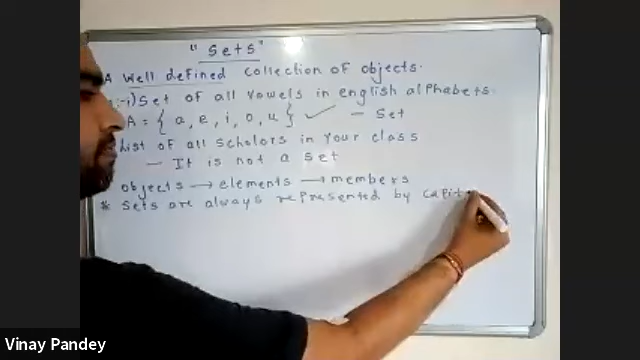 "Sets"
A well defined collection of objects.
:-i) Set of all vowels in english alphabets.
A = { a, e, i, o, u } ✓ — Set
List of all scholors in your class
— It is not a set
objects → elements → members
* Sets are always represented by capit
Vinay Pandey